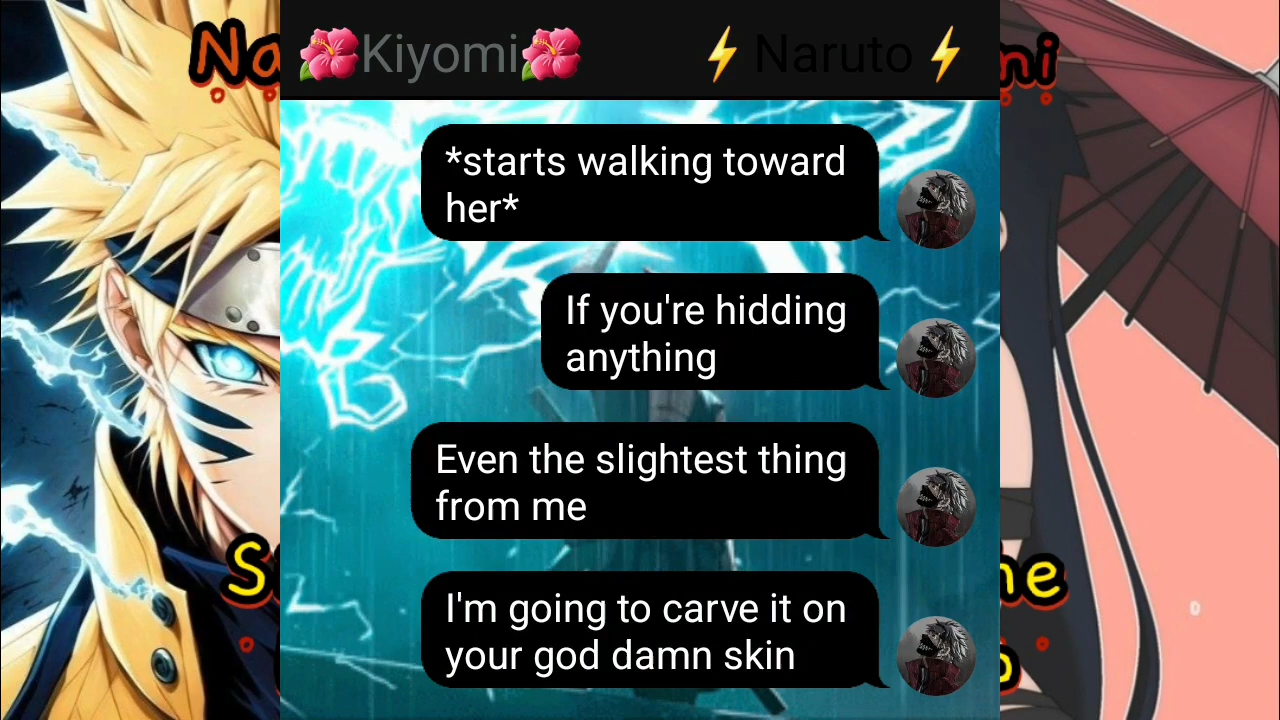 🌺Kiyomi🌺 ⚡ Naruto ⚡
*starts walking toward
her*
If you're hidding
anything
Even the slightest thing
from me
I'm going to carve it on
your god damn skin